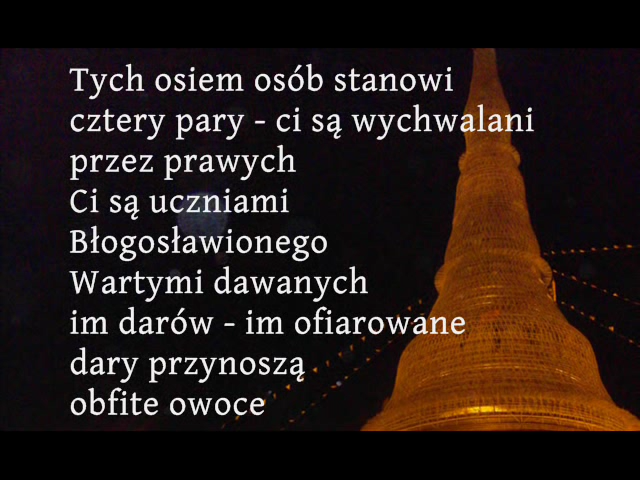 Tych osiem osób stanowi
cztery pary - ci są wychwalani
przez prawych
Ci są uczniami
Błogosławionego
Wartymi dawanych
im darów - im ofiarowane
dary przynoszą
obfite owoce